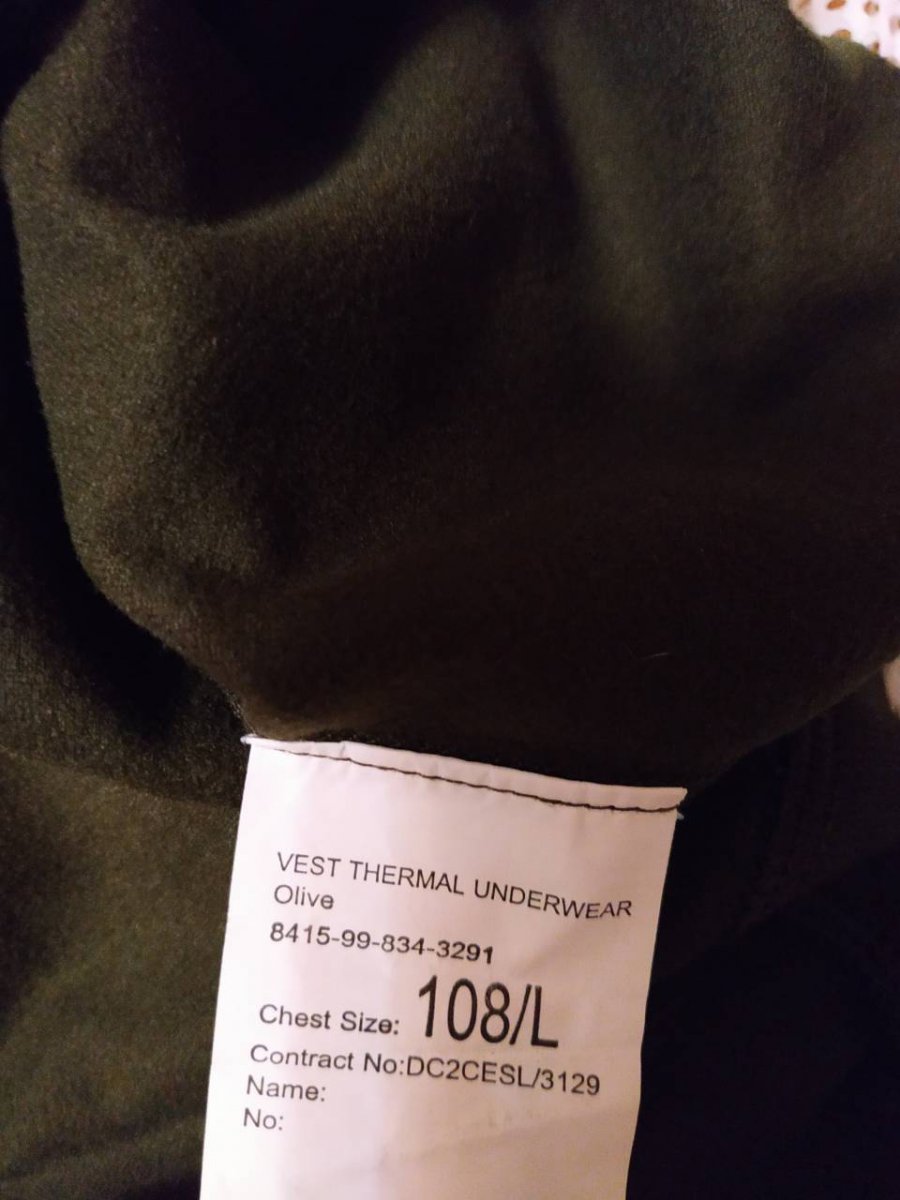 VEST THERMAL UNDERWEAR
Olive
8415-99-834-3291
Chest Size: 108/L
Contract No:DC2CESL/3129
Name:
No: